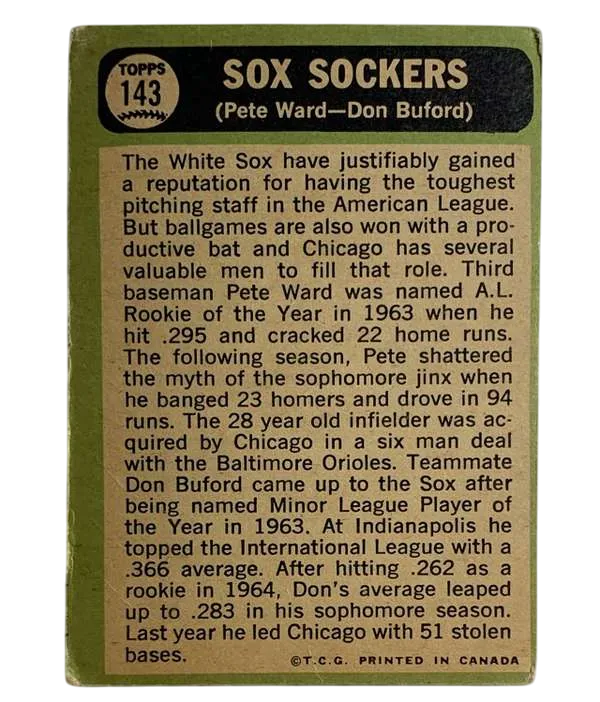 TOPPS
143
SOX SOCKERS
(Pete Ward—Don Buford)
The White Sox have justifiably gained
a reputation for having the toughest
pitching staff in the American League.
But ballgames are also won with a pro-
ductive bat and Chicago has several
valuable men to fill that role. Third
baseman Pete Ward was named A.L.
Rookie of the Year in 1963 when he
hit .295 and cracked 22 home runs.
The following season, Pete shattered
the myth of the sophomore jinx when
he banged 23 homers and drove in 94
runs. The 28 year old infielder was ac-
quired by Chicago in a six man deal
with the Baltimore Orioles. Teammate
Don Buford came up to the Sox after
being named Minor League Player of
the Year in 1963. At Indianapolis he
topped the International League with a
.366 average. After hitting .262 as a
rookie in 1964, Don's average leaped
up to .283 in his sophomore season.
Last year he led Chicago with 51 stolen
bases.
©T.C.G. PRINTED IN CANADA